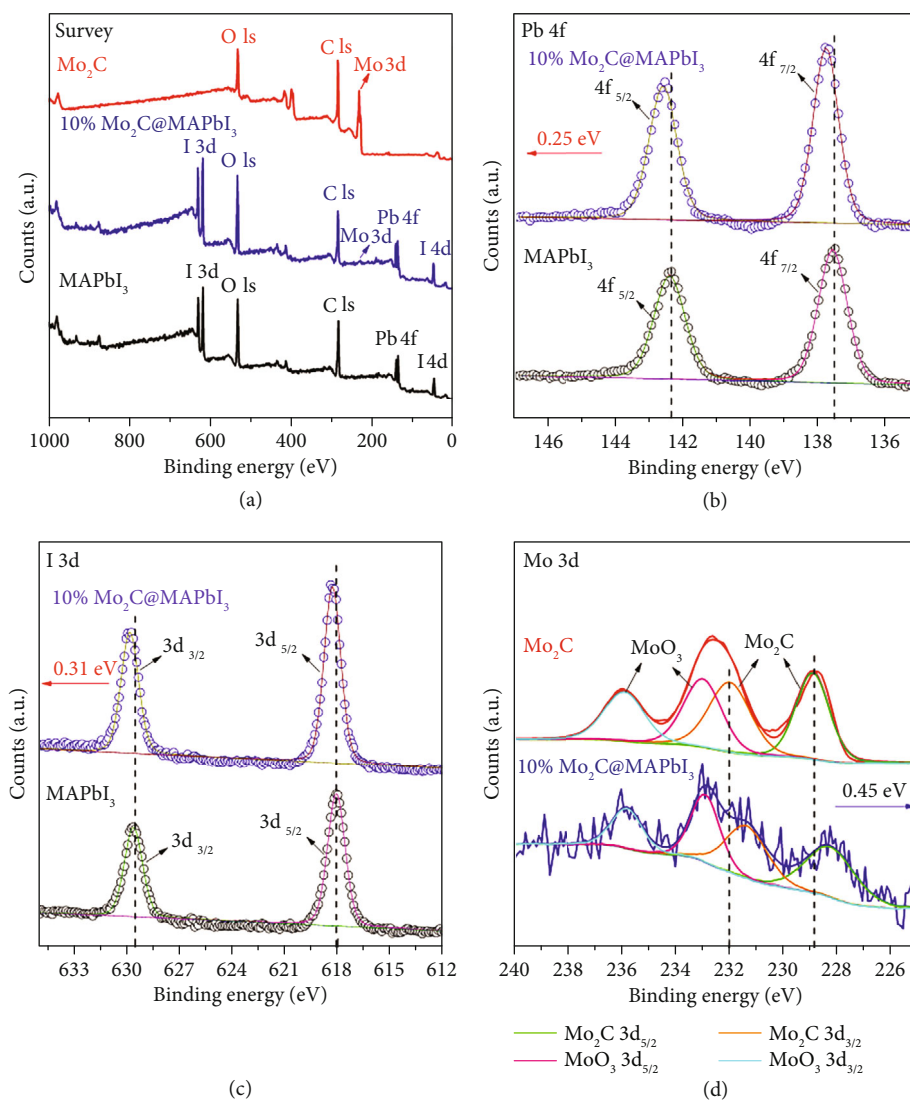 Survey
O ls
C ls
Mo₂C
Mo 3d
10% Mo₂C@MAPbI₃
I 3d
O ls
C ls
Pb 4f
Mo 3d
I 4d
MAPbI₃
I 3d
O ls
C ls
Pb 4f
I 4d
Counts (a.u.)
1000 800 600 400 200 0
Binding energy (eV)
(a)
Pb 4f
10% Mo₂C@MAPbI₃
4f 7/2
4f 5/2
0.25 eV
MAPbI₃
4f 7/2
4f 5/2
Counts (a.u.)
146 144 142 140 138 136
Binding energy (eV)
(b)
I 3d
10% Mo₂C@MAPbI₃
3d 3/2
3d 5/2
0.31 eV
MAPbI₃
3d 3/2
3d 5/2
Counts (a.u.)
633 630 627 624 621 618 615 612
Binding energy (eV)
(c)
Mo 3d
Mo₂C
MoO₃
Mo₂C
10% Mo₂C@MAPbI₃
0.45 eV
Counts (a.u.)
240 238 236 234 232 230 228 226
Binding energy (eV)
Mo₂C 3d5/2
Mo₂C 3d3/2
MoO₃ 3d5/2
MoO₃ 3d3/2
(d)